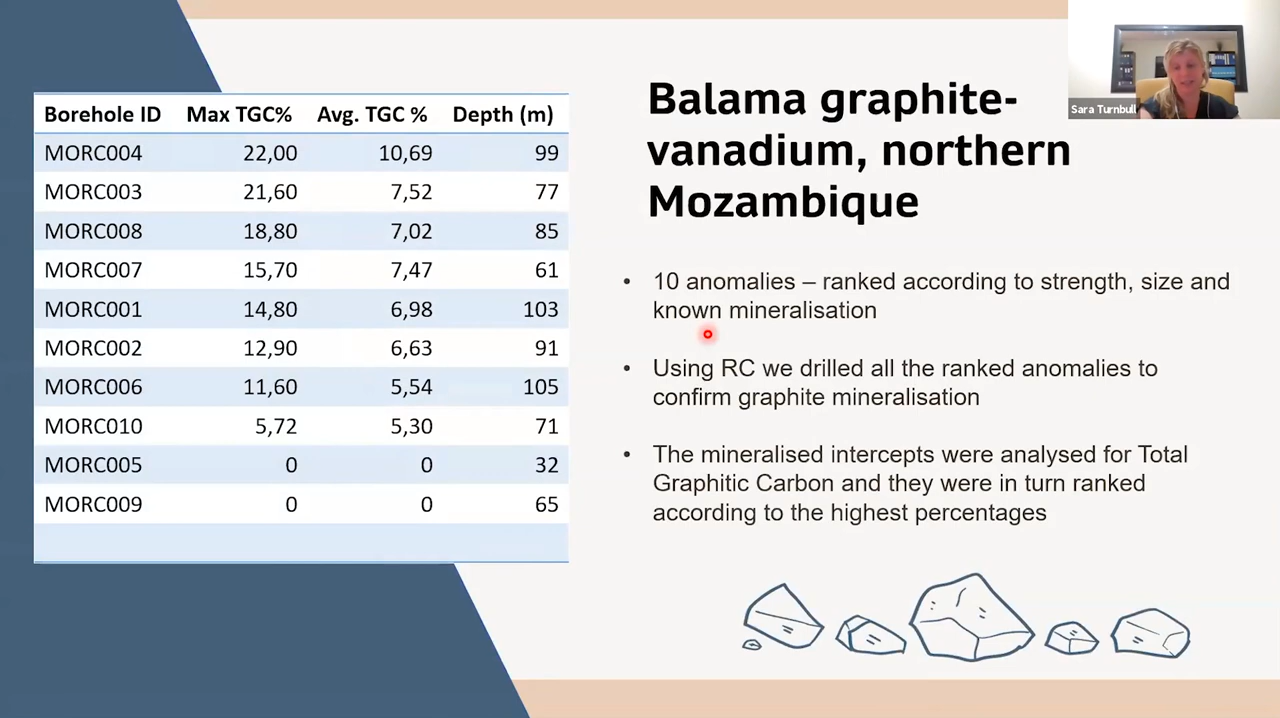 Borehole ID Max TGC% Avg. TGC % Depth (m)
MORC004 22,00 10,69 99
MORC003 21,60 7,52 77
MORC008 18,80 7,02 85
MORC007 15,70 7,47 61
MORC001 14,80 6,98 103
MORC002 12,90 6,63 91
MORC006 11,60 5,54 105
MORC010 5,72 5,30 71
MORC005 0 0 32
MORC009 0 0 65
Balama graphite-
vanadium, northern
Mozambique
• 10 anomalies – ranked according to strength, size and
known mineralisation
• Using RC we drilled all the ranked anomalies to
confirm graphite mineralisation
• The mineralised intercepts were analysed for Total
Graphitic Carbon and they were in turn ranked
according to the highest percentages
Sara Turnbull